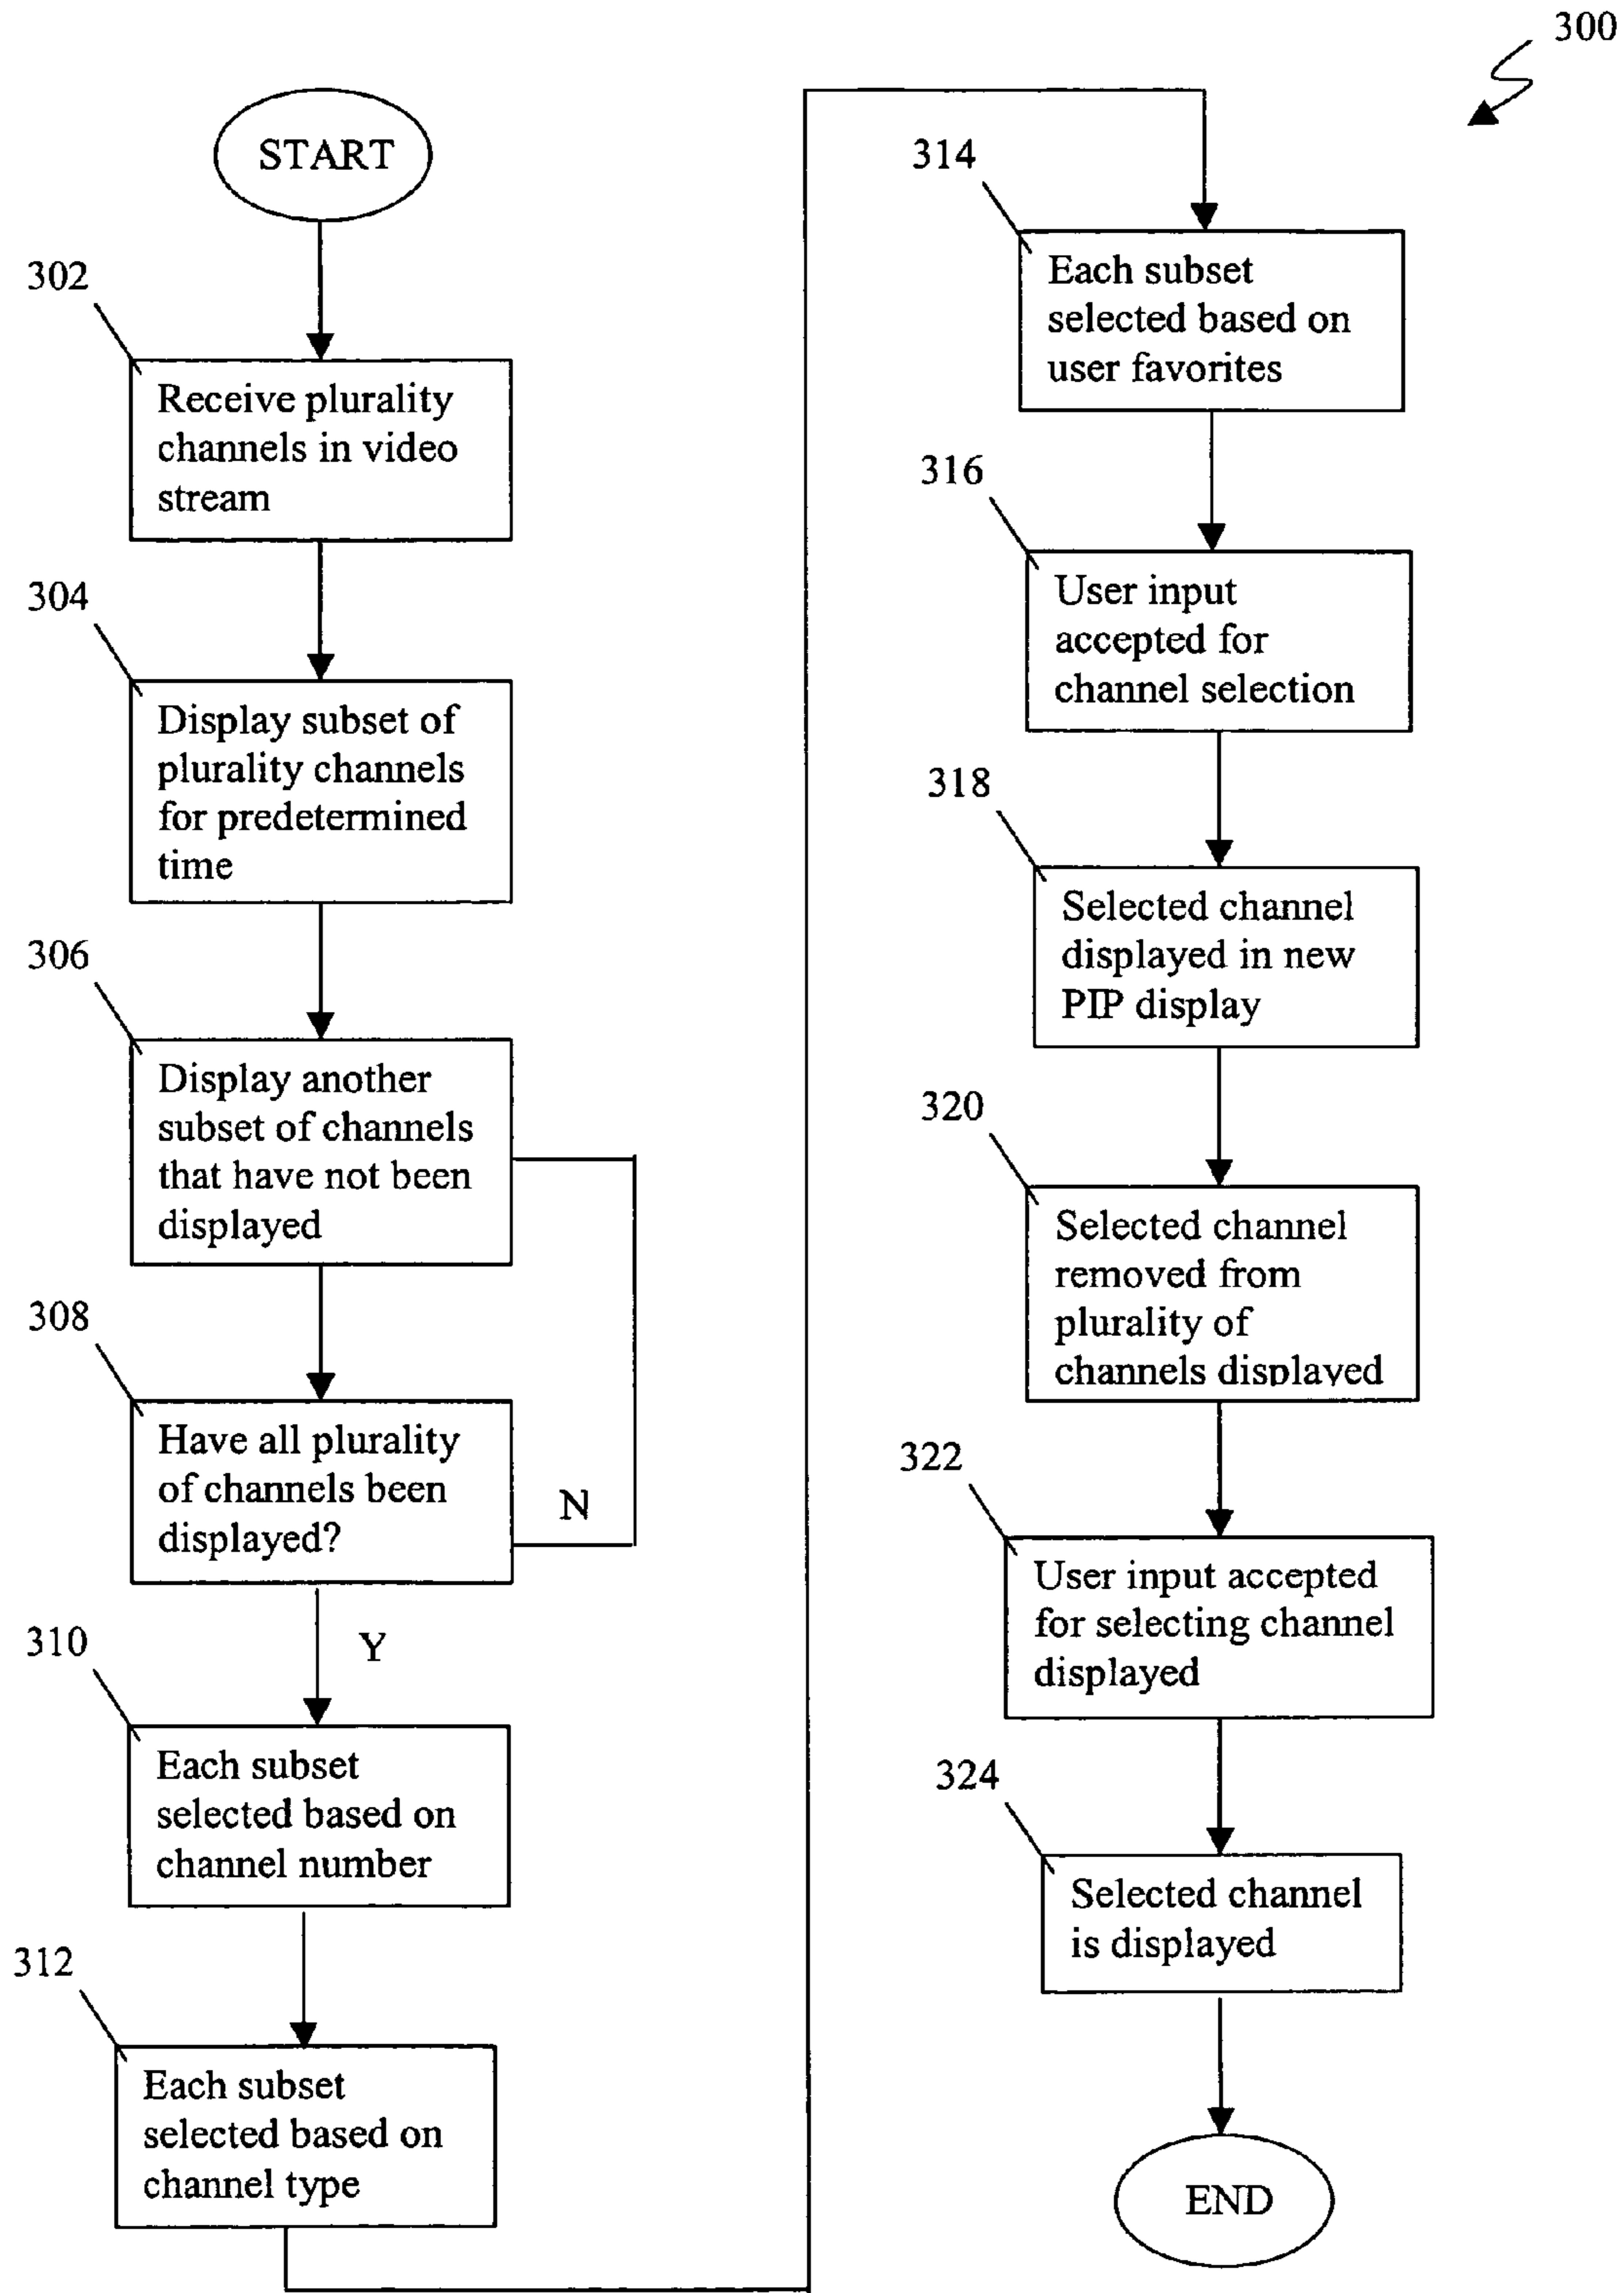 300
START
302
Receive plurality
channels in video
stream
304
Display subset of
plurality channels
for predetermined
time
306
Display another
subset of channels
that have not been
displayed
308
Have all plurality
of channels been
displayed?
N
Y
310
Each subset
selected based on
channel number
312
Each subset
selected based on
channel type
314
Each subset
selected based on
user favorites
316
User input
accepted for
channel selection
318
Selected channel
displayed in new
PIP display
320
Selected channel
removed from
plurality of
channels displayed
322
User input accepted
for selecting channel
displayed
324
Selected channel
is displayed
END